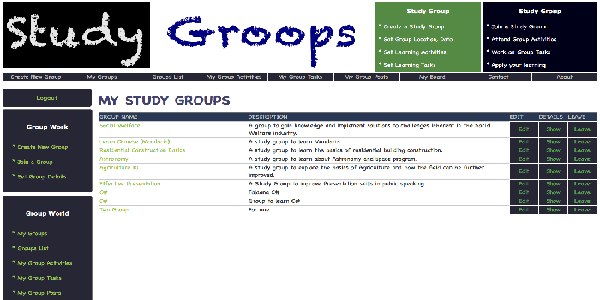 Study Groops
Study Group
* Create a Study Group
* Set Group Location, Date
* Set Learning Activities
* Set Learning Tasks
Study Group
* Join a Study Group
* Attend Group Activities
* Work on Group Tasks
* Apply your learning
Create New Group My Groups Groups List My Group Activities My Group Tasks My Group Posts My Board Contact About
Logout
Group Work
* Create New Group
* Join a Group
* Set Group Details
Group World
* My Groups
* Groups List
* My Group Activities
* My Group Tasks
* My Group Posts
MY STUDY GROUPS
GROUP NAME DESCRIPTION EDIT DETAILS LEAVE
Social Welfare A group to gain knowledge and implement solutions to challenges inherent in the Social
Welfare industry. Edit Show Leave
Learn Chinese (Mandarin) A study group to learn Mandarin Edit Show Leave
Residential Construction Basics A study group to learn the basics of residential building construction. Edit Show Leave
Astronomy A study group to learn about Astronomy and space program. Edit Show Leave
A study group to explore the basics of Agriculture and how the field can be further
improved. Edit Show Leave
Effective Presentation A Study Group to improve Presentation skills in public speaking Edit Show Leave
C# C# Edit Show Leave
C# Group to learn C# Edit Show Leave
Group For Edit Show Leave